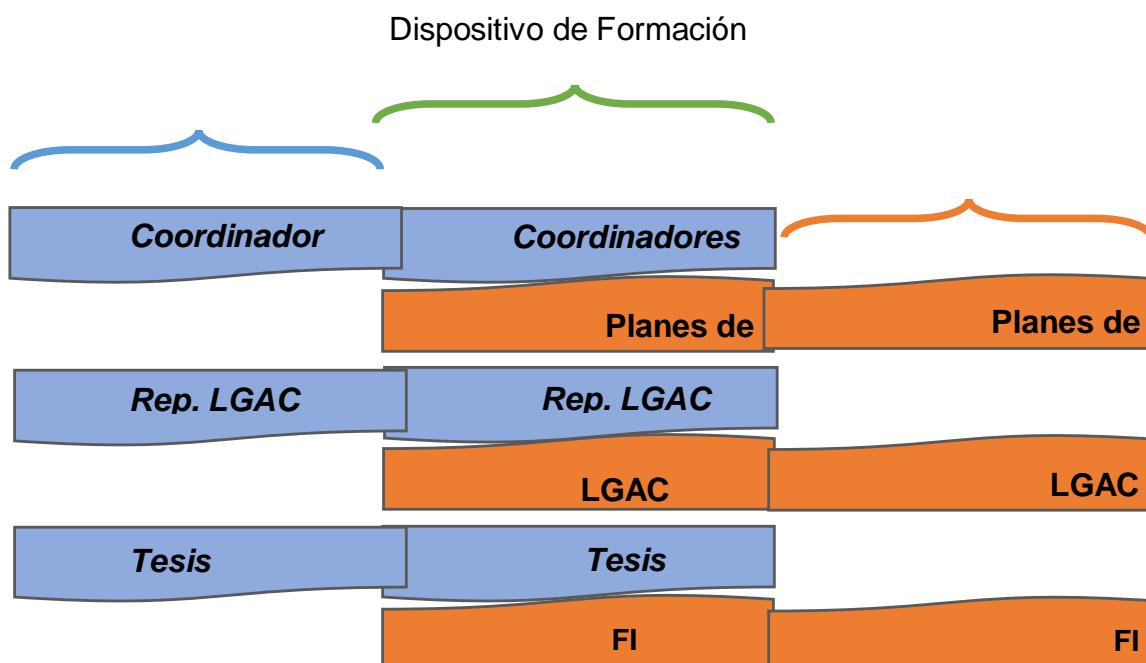 Dispositivo de Formación
Coordinador
Coordinadores
Planes de
Planes de
Rep. LGAC
Rep. LGAC
LGAC
LGAC
Tesis
Tesis
FI
FI